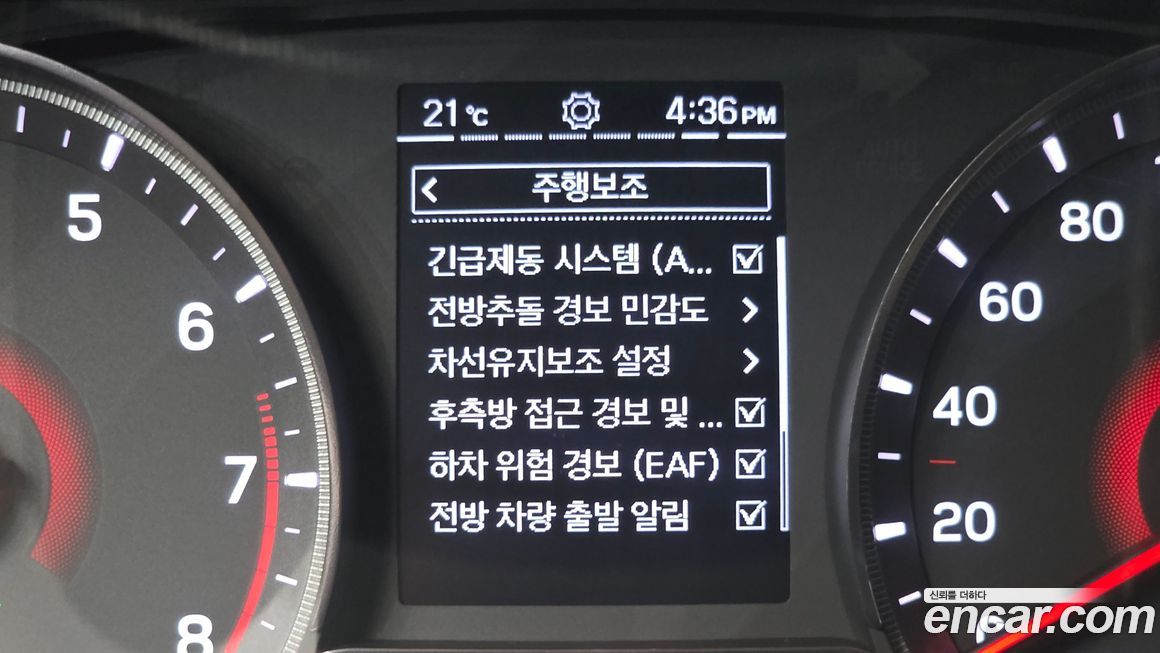 21 °C
4:36 PM
주행보조
긴급제동 시스템 (A...
전방추돌 경보 민감도
차선유지보조 설정
후측방 접근 경보 및 ...
하차 위험 경보 (EAF)
전방 차량 출발 알림
5
6
7
8
80
60
40
20
신뢰를 더하다
encar.com